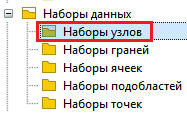 Наборы данных
Наборы узлов
Наборы граней
Наборы ячеек
Наборы подобластей
Наборы точек